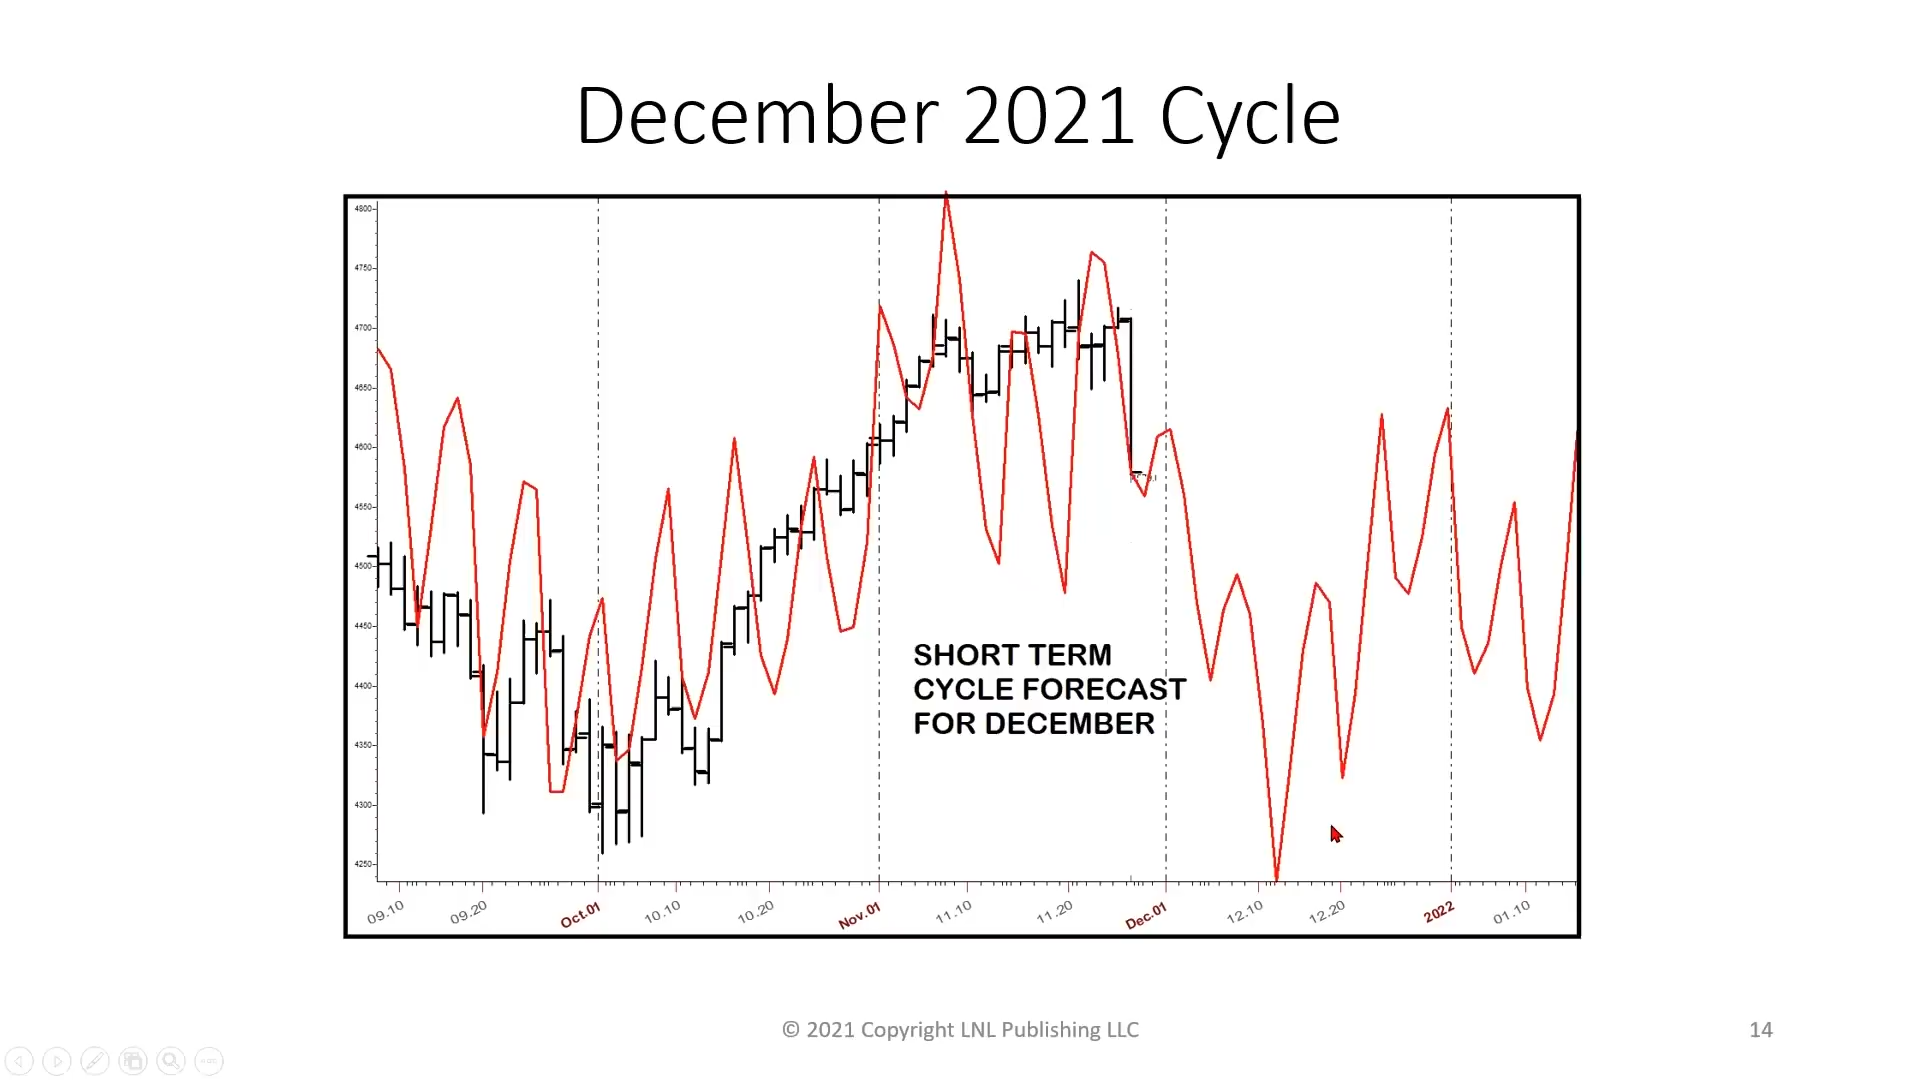 December 2021 Cycle
4800
4750
4700
4650
4600
4550
4500
4450
4400
4350
4300
4250
SHORT TERM
CYCLE FORECAST
FOR DECEMBER
09.10 09.20 Oct.01 10.10 10.20 Nov.01 11.10 11.20 Dec.01 12.10 12.20 2022 01.10
© 2021 Copyright LNL Publishing LLC
14